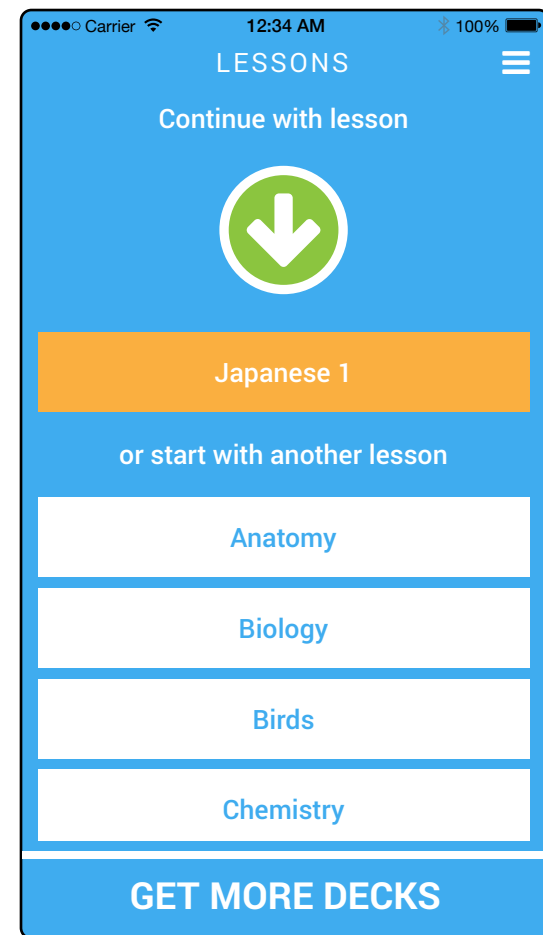 Carrier 12:34 AM 100%
LESSONS
Continue with lesson
Japanese 1
or start with another lesson
Anatomy
Biology
Birds
Chemistry
GET MORE DECKS